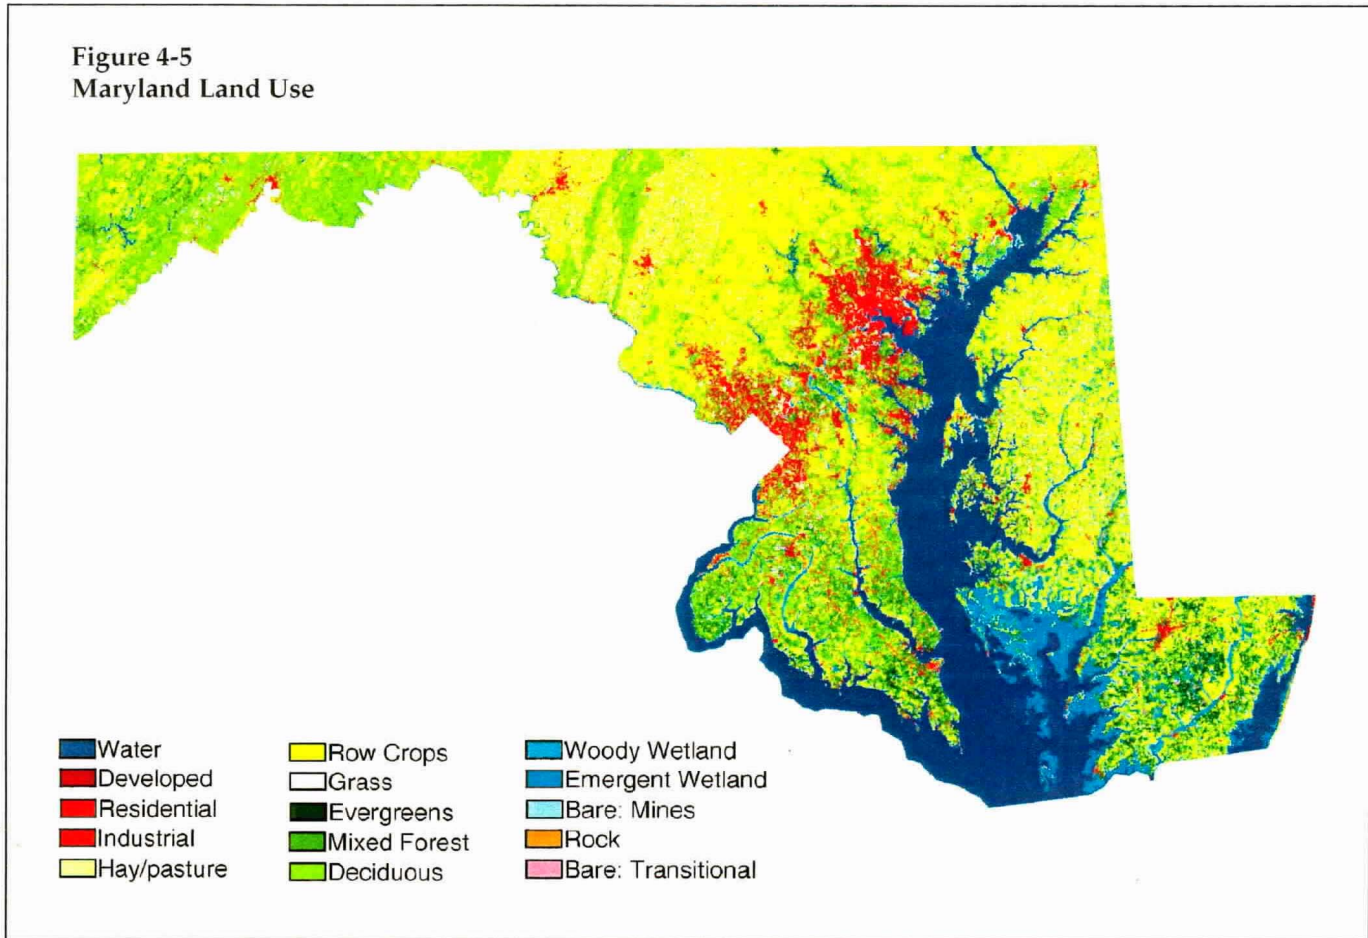 Figure 4-5
Maryland Land Use
Water
Developed
Residential
Industrial
Hay/pasture
Row Crops
Grass
Evergreens
Mixed Forest
Deciduous
Woody Wetland
Emergent Wetland
Bare: Mines
Rock
Bare: Transitional